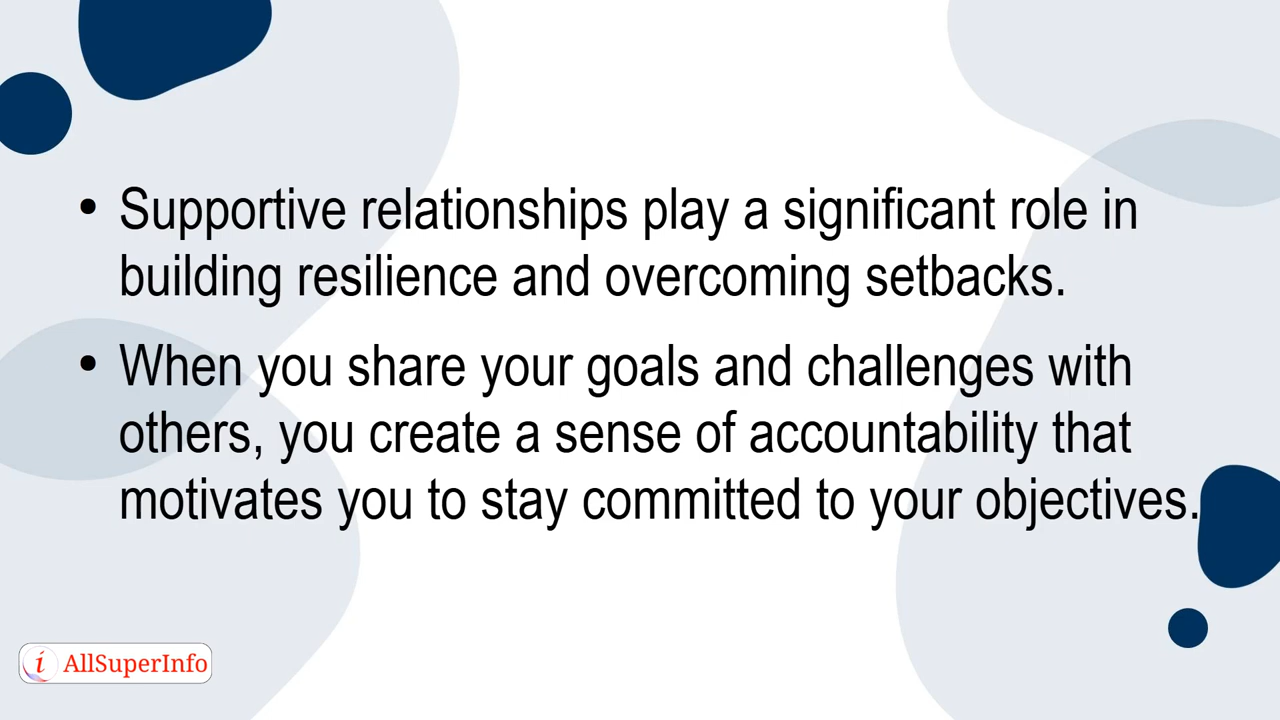 • Supportive relationships play a significant role in
building resilience and overcoming setbacks.
• When you share your goals and challenges with
others, you create a sense of accountability that
motivates you to stay committed to your objectives.
i AllSuperInfo